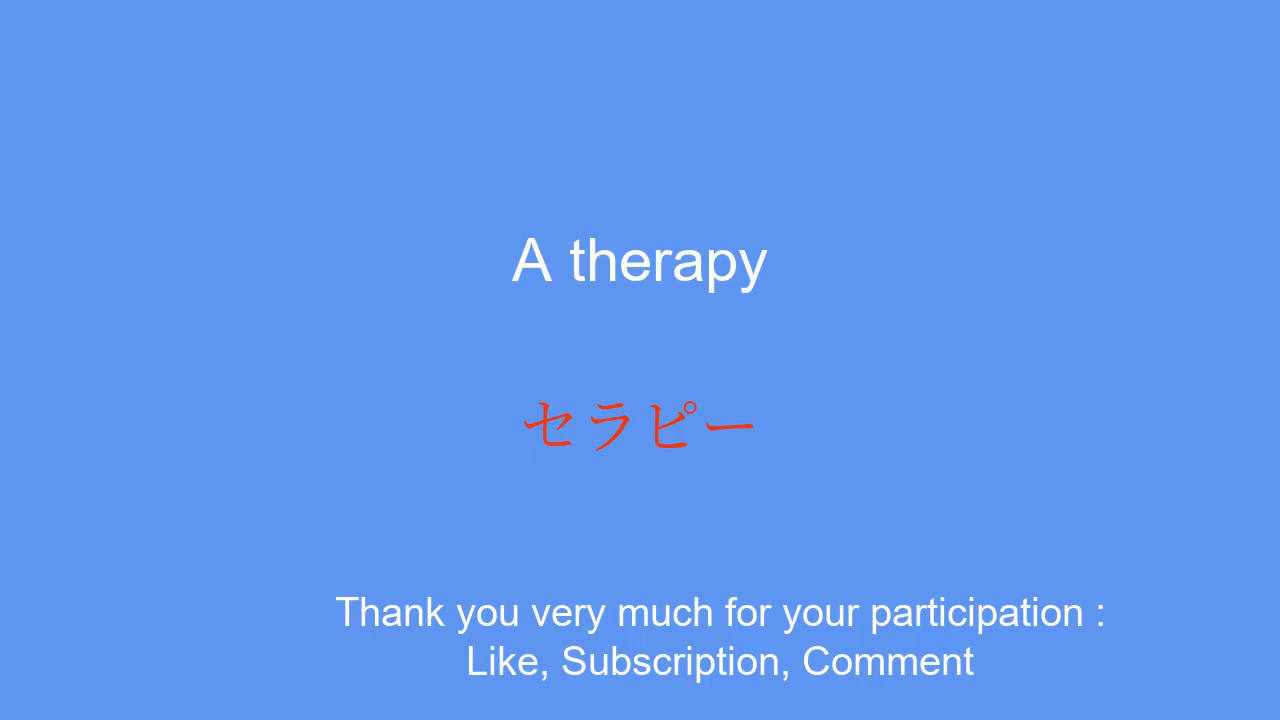 A therapy
セラピー
Thank you very much for your participation :
Like, Subscription, Comment